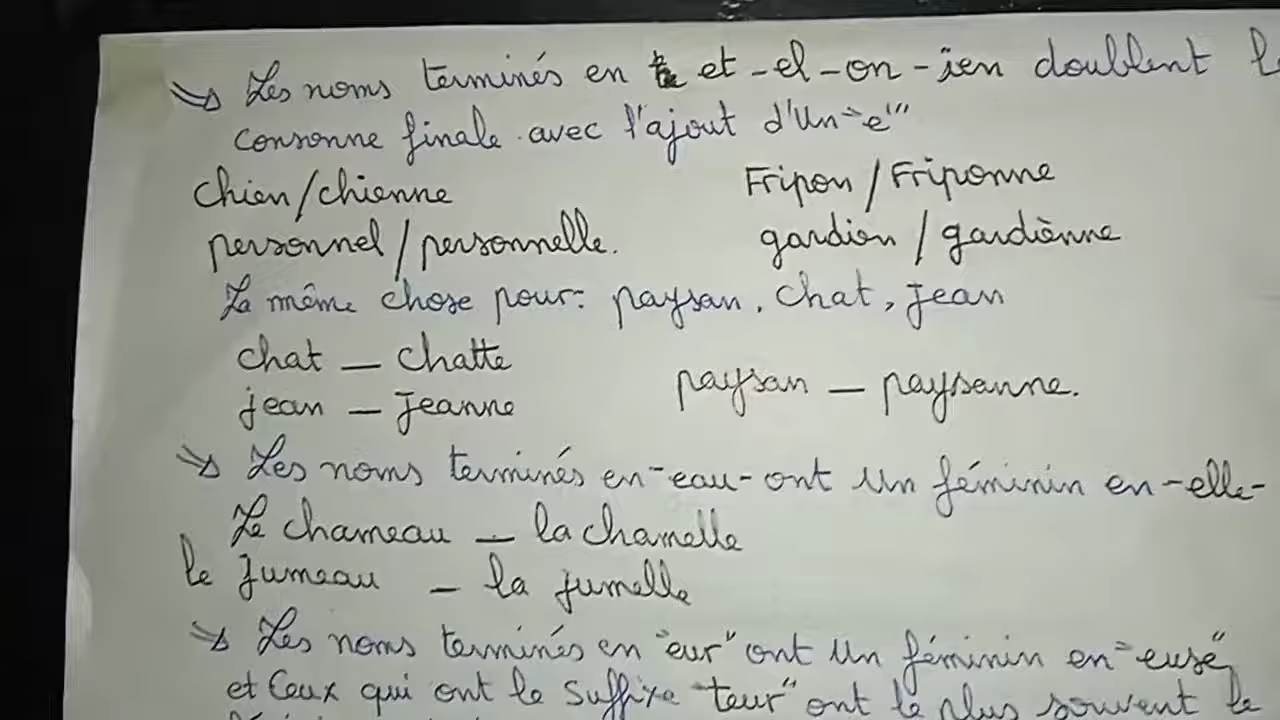 Les noms terminés en et - el - on - ien doublent
consonne finale avec l'ajout d'un "e"
chien / chienne Fripon / Friponne
personnel / personnelle. gardien / gardiènne
La même chose pour: paysan, chat, jean
chat — chatte
paysan — paysanne.
jean — jeanne
Les noms terminés en - eau - ont un féminin en - elle -
Le chameau — la chamelle
le jumeau — la jumelle
Les noms terminés en "eur" ont un féminin en "euse"
et ceux qui ont le suffixe "teur" ont le plus souvent le